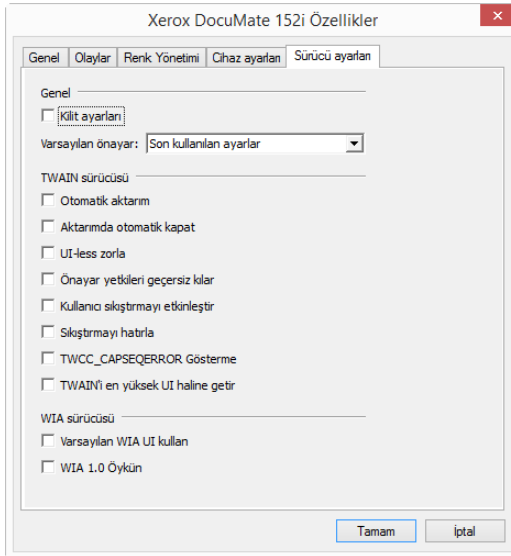 Xerox DocuMate 152i Özellikler
Genel Olaylar Renk Yönetimi Cihaz ayarları Sürücü ayarları
Genel
Kilit ayarları
Varsayılan önayar: Son kullanılan ayarlar
TWAIN sürücüsü
Otomatik aktarım
Aktarımda otomatik kapat
UI-less zorla
Önayar yetkileri geçersiz kılar
Kullanıcı sıkıştırmayı etkinleştir
Sıkıştırmayı hatırla
TWCC_CAPSEQERROR Gösterme
TWAIN'i en yüksek UI haline getir
WIA sürücüsü
Varsayılan WIA UI kullan
WIA 1.0 Öykün
Tamam İptal